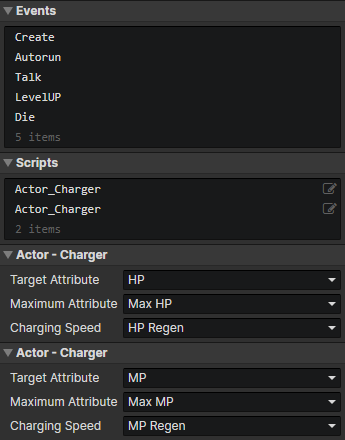 Events
Create
Autorun
Talk
LevelUP
Die
5 items
Scripts
Actor_Charger
Actor_Charger
2 items
Actor - Charger
Target Attribute HP
Maximum Attribute Max HP
Charging Speed HP Regen
Actor - Charger
Target Attribute MP
Maximum Attribute Max MP
Charging Speed MP Regen